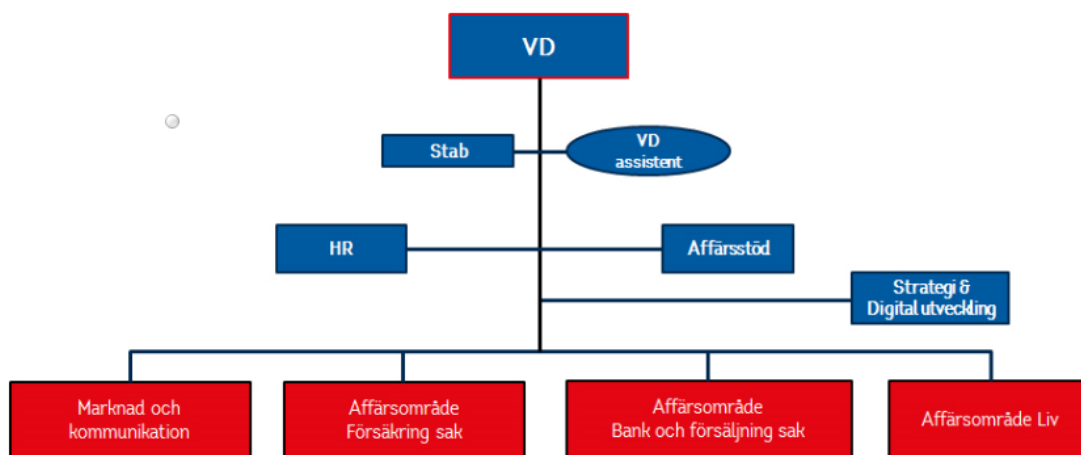 VD
Stab
VD
assistent
HR
Affärsstöd
Strategi &
Digital utveckling
Marknad och
kommunikation
Affärsområde
Försäkring sak
Affärsområde
Bank och försäljning sak
Affärsområde Liv